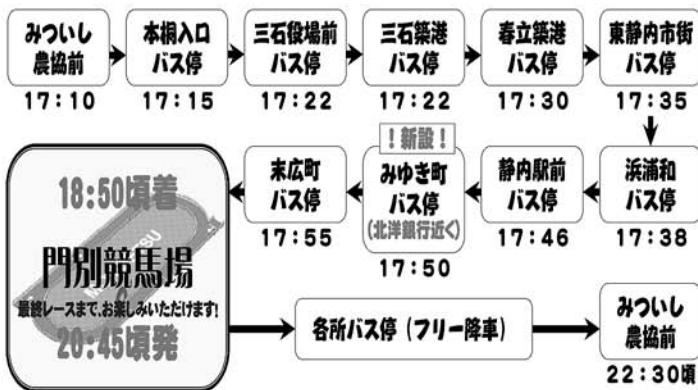 みついし
農協前
17:10
本桐入口
バス停
17:15
三石役場前
バス停
17:22
三石築港
バス停
17:22
春立築港
バス停
17:30
東静内市街
バス停
17:35
浜浦和
バス停
17:38
静内駅前
バス停
17:46
!新設!
みゆき町
バス停
(北洋銀行近く)
17:50
末広町
バス停
17:55
18:50頃着
門別競馬場
最終レースまで、お楽しみいただけます!
20:45頃発
各所バス停(フリー降車)
みついし
農協前
22:30頃